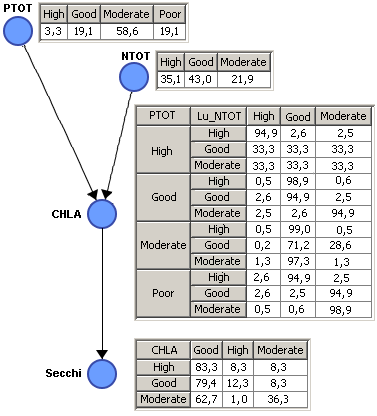 PTOT
High Good Moderate Poor
3,3 19,1 58,6 19,1
NTOT
High Good Moderate
35,1 43,0 21,9
PTOT Lu_NTOT High Good Moderate
High High 94,9 2,6 2,5
Good 33,3 33,3 33,3
Moderate 33,3 33,3 33,3
Good High 0,5 98,9 0,6
Good 2,6 94,9 2,5
Moderate 2,5 2,6 94,9
Moderate High 0,5 99,0 0,5
Good 0,2 71,2 28,6
Moderate 1,3 97,3 1,3
Poor High 2,6 94,9 2,5
Good 2,6 2,5 94,9
Moderate 0,5 0,6 98,9
CHLA
CHLA Good High Moderate
High 83,3 8,3 8,3
Good 79,4 12,3 8,3
Moderate 62,7 1,0 36,3
Secchi